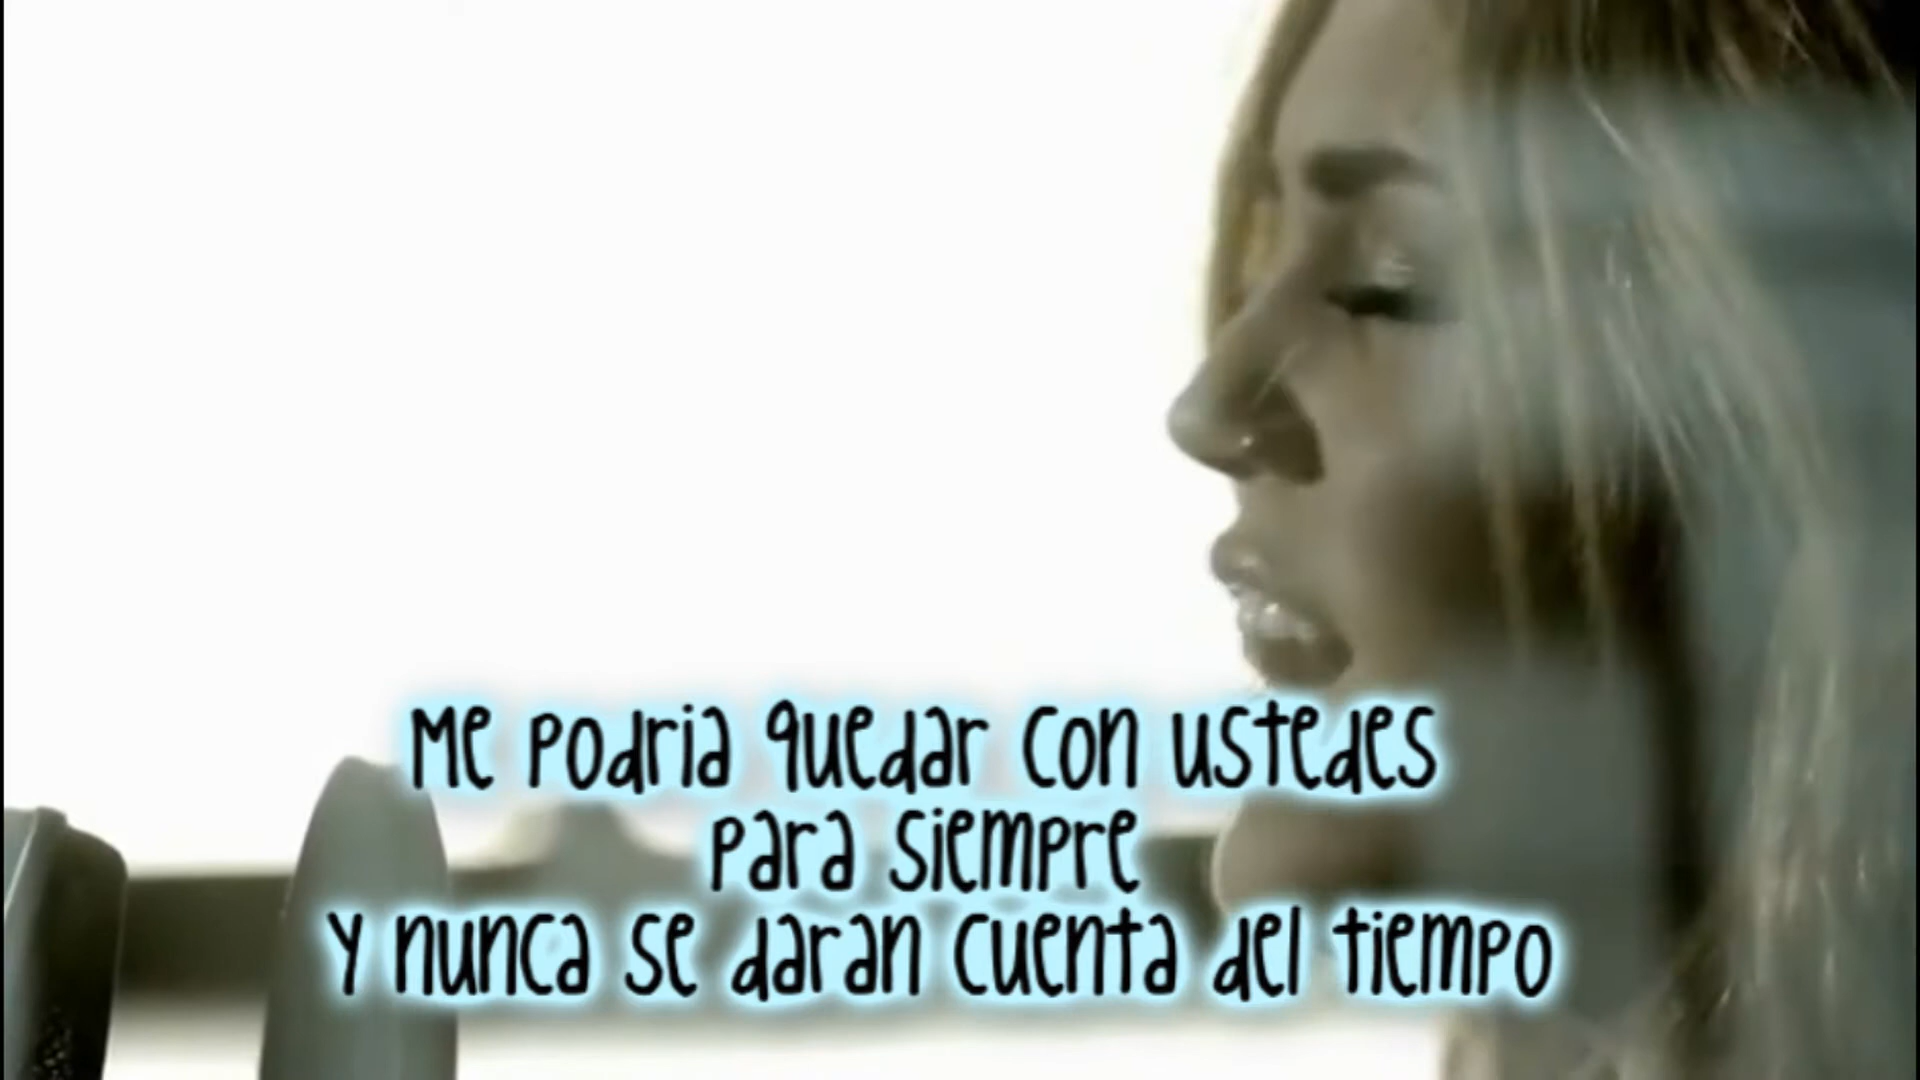 Me podria quedar con ustedes
para siempre
Y nunca se daran cuenta del tiempo